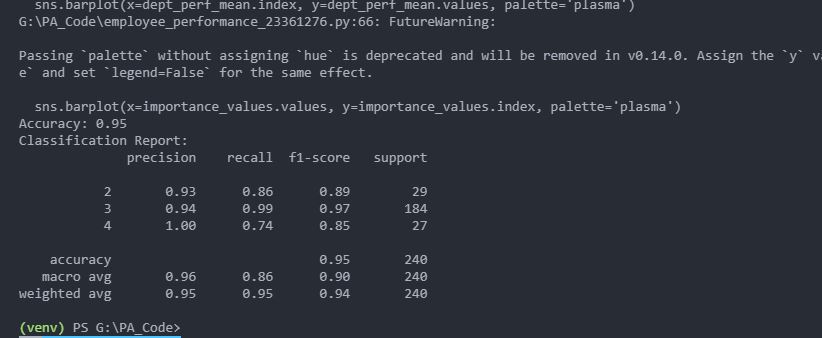 sns.barplot(x=dept_perf_mean.index, y=dept_perf_mean.values, palette='plasma')
G:\PA_Code\employee_performance_23361276.py:66: FutureWarning:
Passing `palette` without assigning `hue` is deprecated and will be removed in v0.14.0. Assign the `y` va
e` and set `legend=False` for the same effect.
sns.barplot(x=importance_values.values, y=importance_values.index, palette='plasma')
Accuracy: 0.95
Classification Report:
precision recall f1-score support
2 0.93 0.86 0.89 29
3 0.94 0.99 0.97 184
4 1.00 0.74 0.85 27
accuracy 0.95 240
macro avg 0.96 0.86 0.90 240
weighted avg 0.95 0.95 0.94 240
(venv) PS G:\PA_Code>